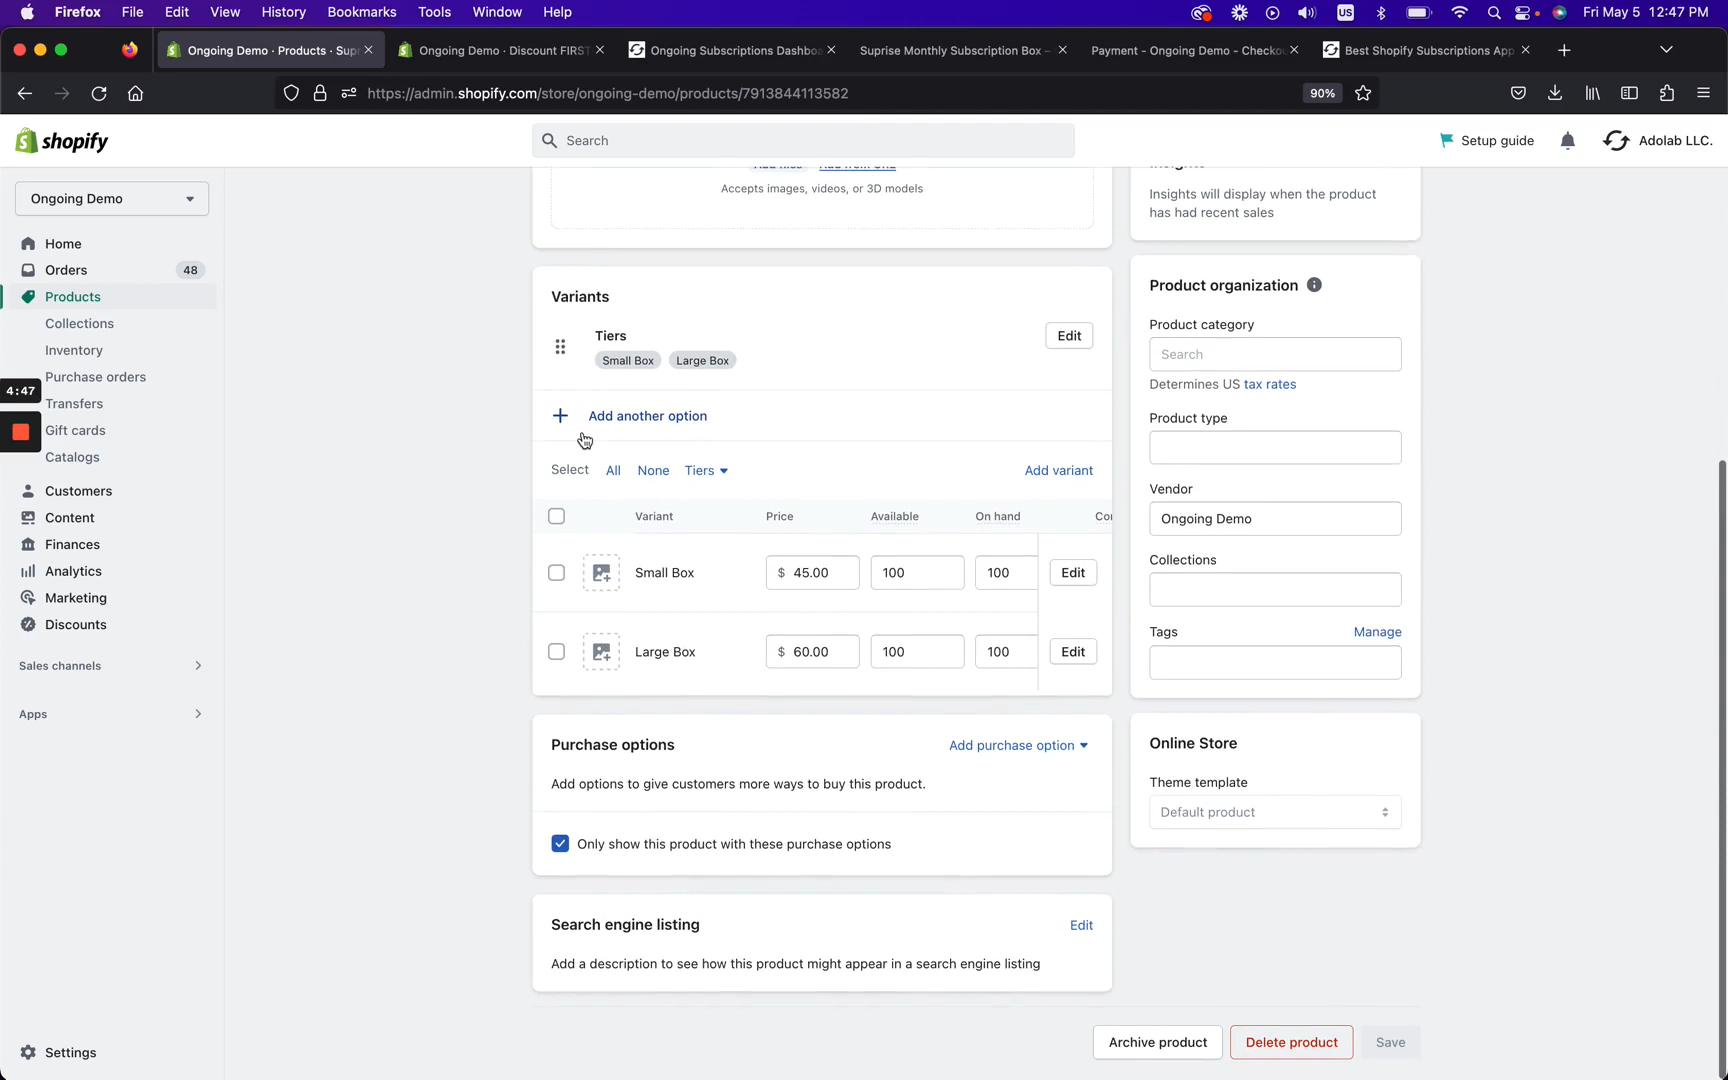 Firefox File Edit View History Bookmarks Tools Window Help US Fri May 5 12:47 PM
Ongoing Demo · Products · Supr Ongoing Demo · Discount FIRST Ongoing Subscriptions Dashboa Suprise Monthly Subscription Box – Payment - Ongoing Demo - Checkou Best Shopify Subscriptions App
https://admin.shopify.com/store/ongoing-demo/products/7913844113582 90%
shopify Search Setup guide Adolab LLC.
Ongoing Demo
Home
Orders 48
Products
Collections
Inventory
Purchase orders
4:47
Transfers
Gift cards
Catalogs
Customers
Content
Finances
Analytics
Marketing
Discounts
Sales channels
Apps
Settings
Accepts images, videos, or 3D models
Variants
Tiers Edit
Small Box Large Box
Add another option
Select All None Tiers Add variant
Variant Price Available On hand Co
Small Box $ 45.00 100 100 Edit
Large Box $ 60.00 100 100 Edit
Purchase options Add purchase option
Add options to give customers more ways to buy this product.
Only show this product with these purchase options
Search engine listing Edit
Add a description to see how this product might appear in a search engine listing
Insights will display when the product
has had recent sales
Product organization
Product category
Search
Determines US tax rates
Product type
Vendor
Ongoing Demo
Collections
Tags Manage
Online Store
Theme template
Default product
Archive product Delete product Save